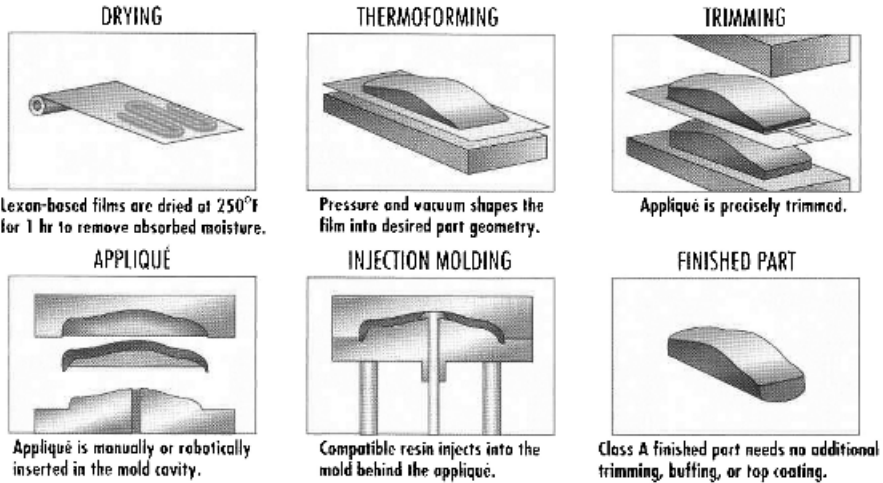 DRYING
THERMOFORMING
TRIMMING
Lexan-based films are dried at 250°F
for 1 hr to remove absorbed moisture.
Pressure and vacuum shapes the
film into desired part geometry.
Appliqué is precisely trimmed.
APPLIQUÉ
INJECTION MOLDING
FINISHED PART
Appliqué is manually or robotically
inserted in the mold cavity.
Compatible resin injects into the
mold behind the appliqué.
Class A finished part needs no additional
trimming, buffing, or top coating.